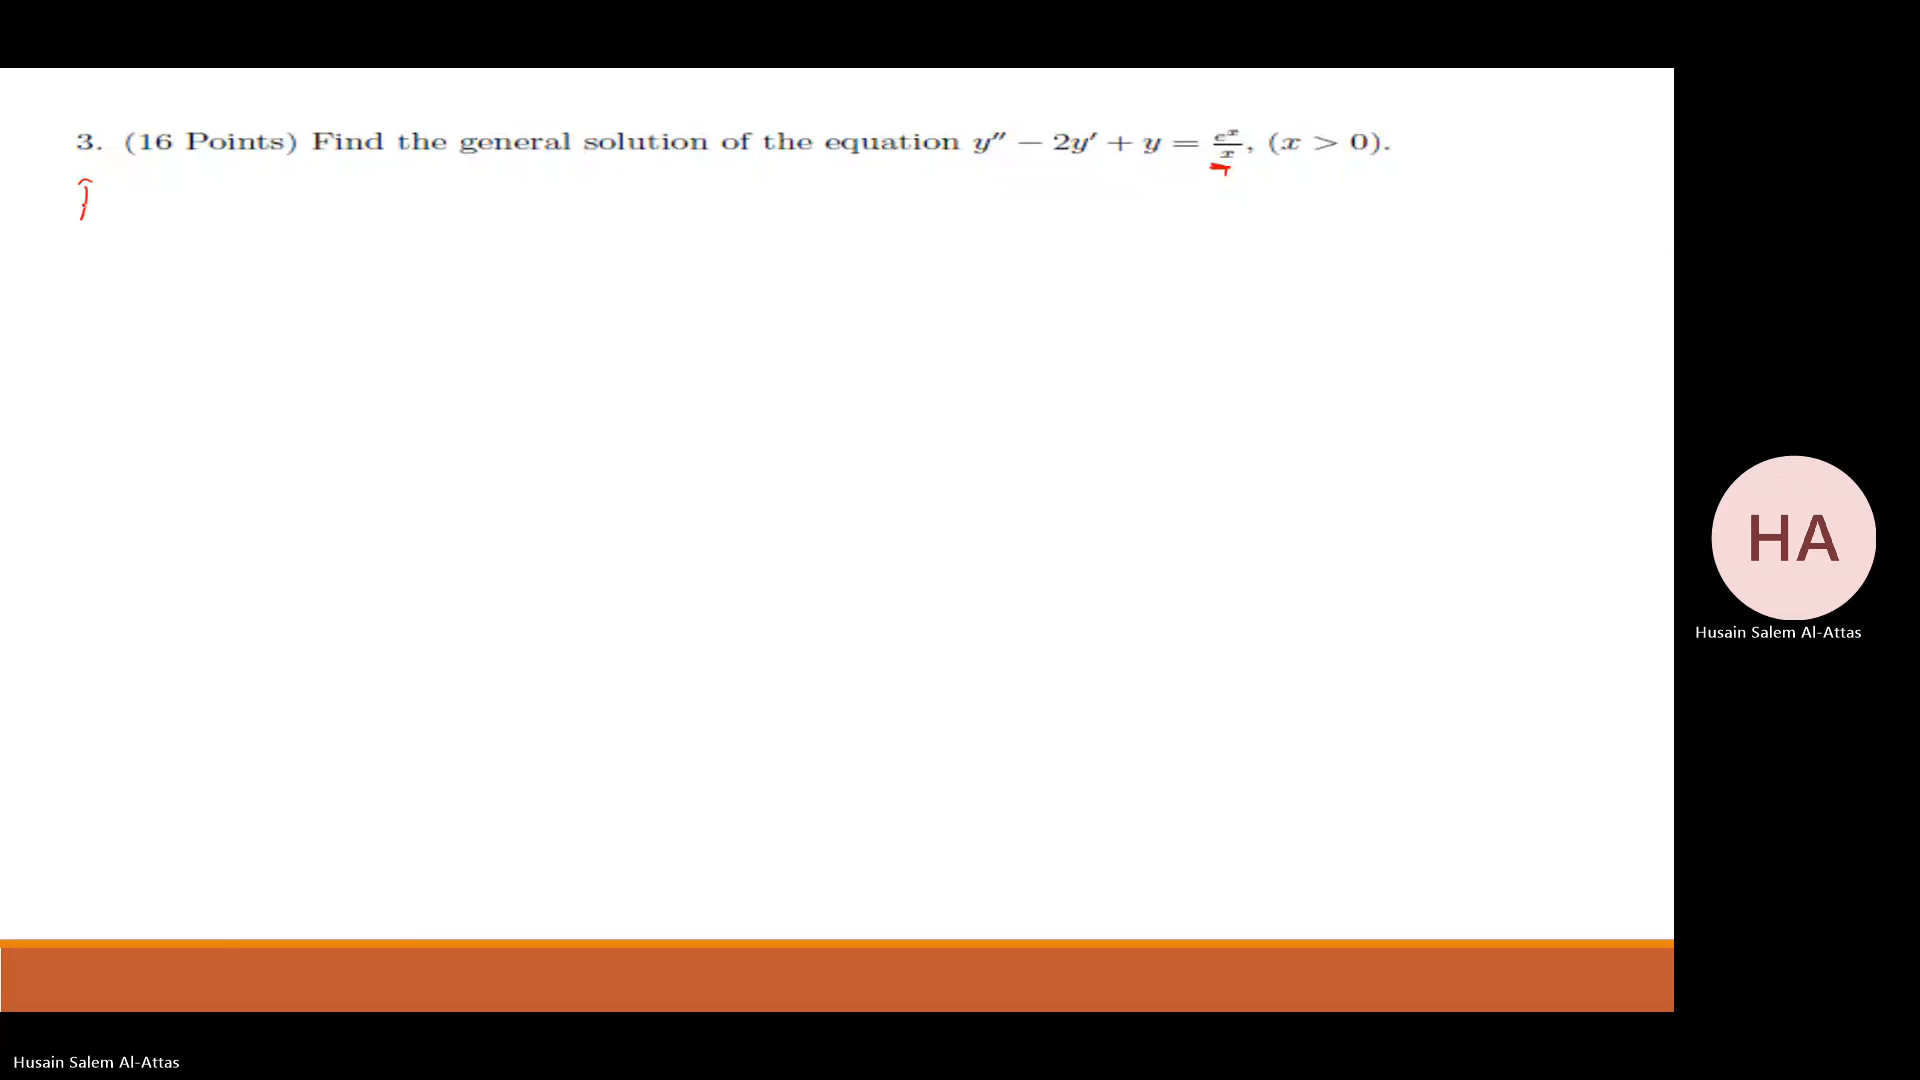 3. (16 Points) Find the general solution of the equation y″ − 2y′ + y = e^x/x, (x > 0).
HA
Husain Salem Al-Attas
Husain Salem Al-Attas